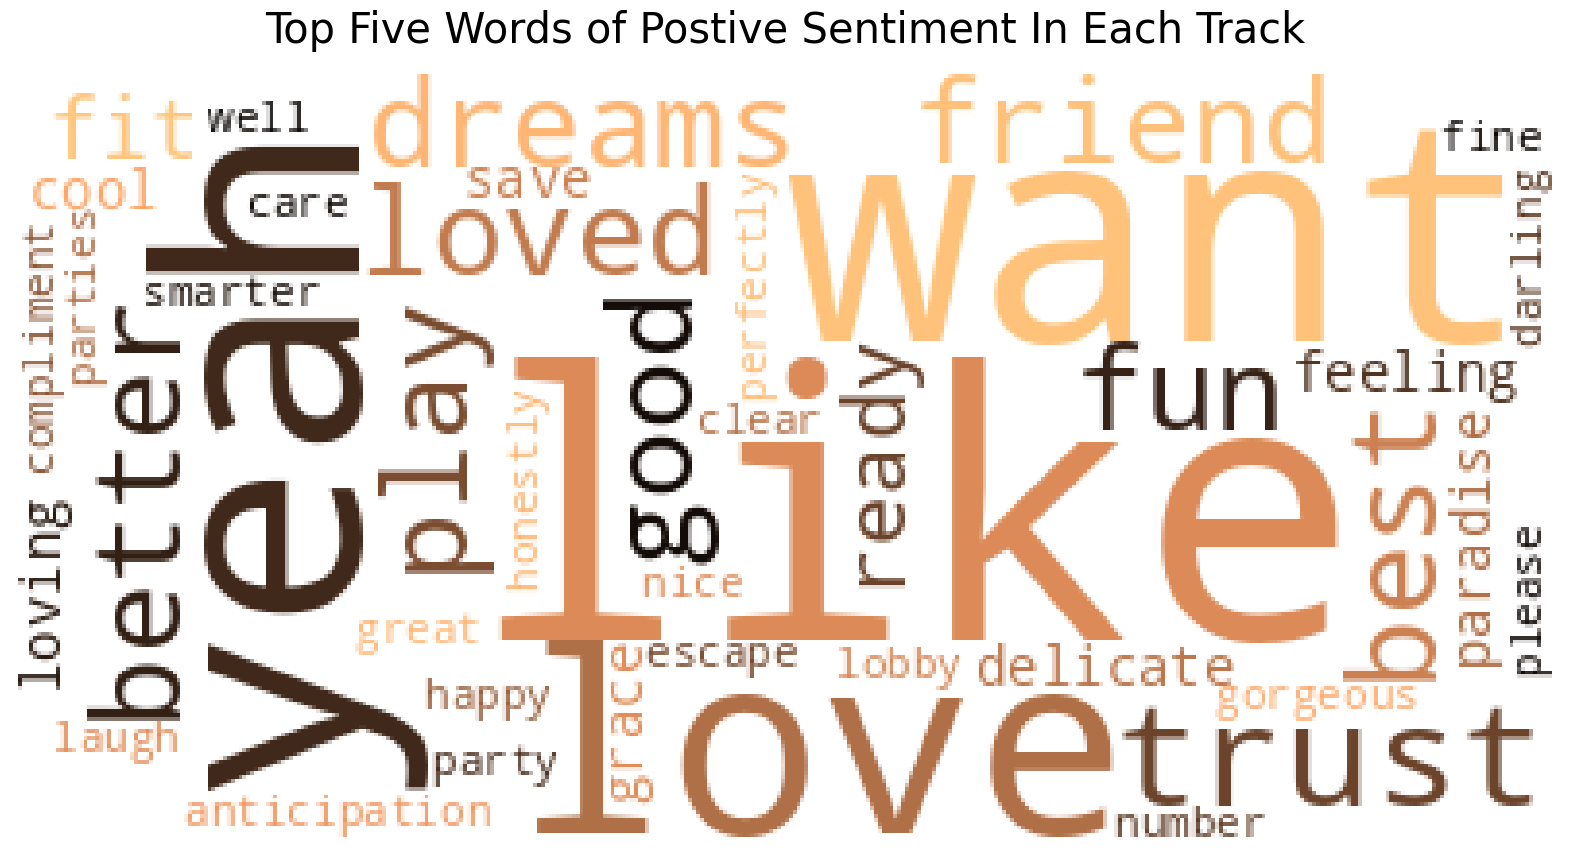 Top Five Words of Postive Sentiment In Each Track
fit
well
dreams
friend
fine
cool
care
save
loved
want
darling
parties
compliment
smarter
yeah
perfectly
better
play
good
ready
fun
feeling
clear
like
honestly
best
paradise
please
loving
nice
great
escape
lobby
delicate
grace
happy
love
gorgeous
laugh
party
trust
anticipation
number